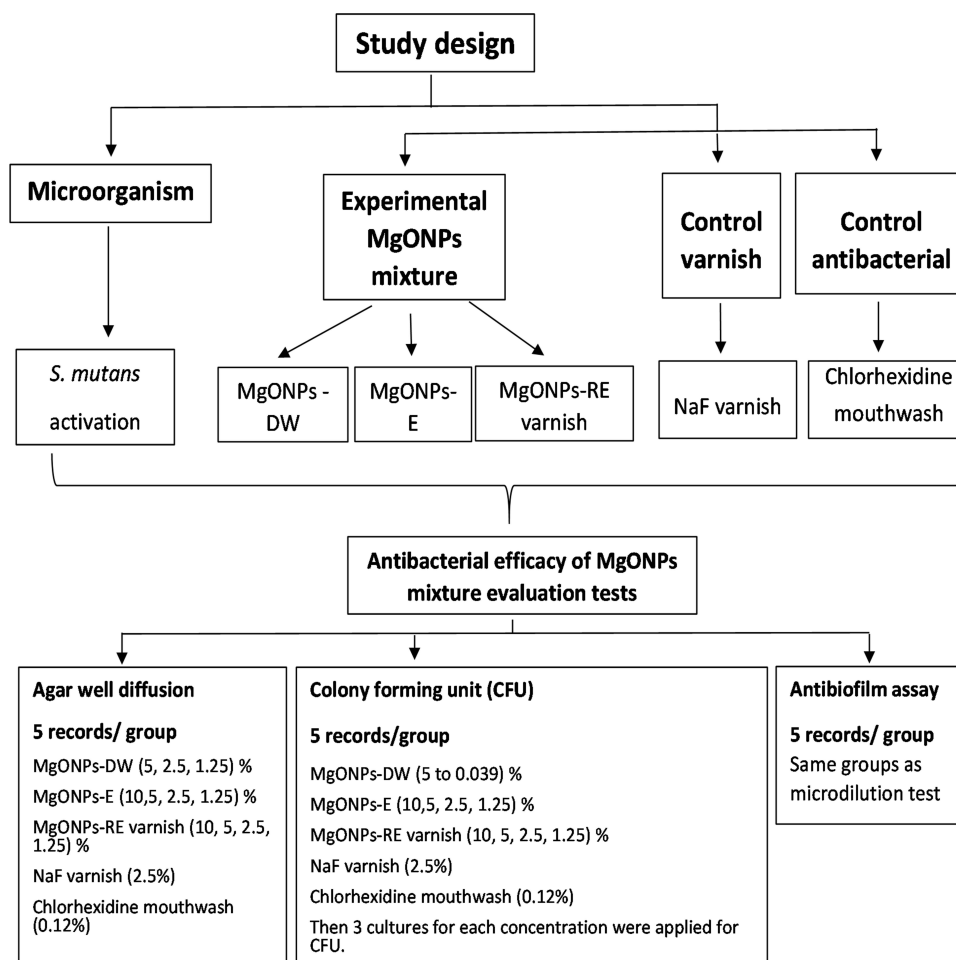 Study design
Microorganism
Experimental
MgONPs
mixture
Control
varnish
Control
antibacterial
S. mutans
activation
MgONPs -
DW
MgONPs-
E
MgONPs-RE
varnish
NaF varnish
Chlorhexidine
mouthwash
Antibacterial efficacy of MgONPs
mixture evaluation tests
Agar well diffusion
5 records/ group
MgONPs-DW (5, 2.5, 1.25) %
MgONPs-E (10,5, 2.5, 1.25) %
MgONPs-RE varnish (10, 5, 2.5,
1.25) %
NaF varnish (2.5%)
Chlorhexidine mouthwash
(0.12%)
Colony forming unit (CFU)
5 records/group
MgONPs-DW (5 to 0.039) %
MgONPs-E (10,5, 2.5, 1.25) %
MgONPs-RE varnish (10, 5, 2.5, 1.25) %
NaF varnish (2.5%)
Chlorhexidine mouthwash (0.12%)
Then 3 cultures for each concentration were applied for
CFU.
Antibiofilm assay
5 records/ group
Same groups as
microdilution test